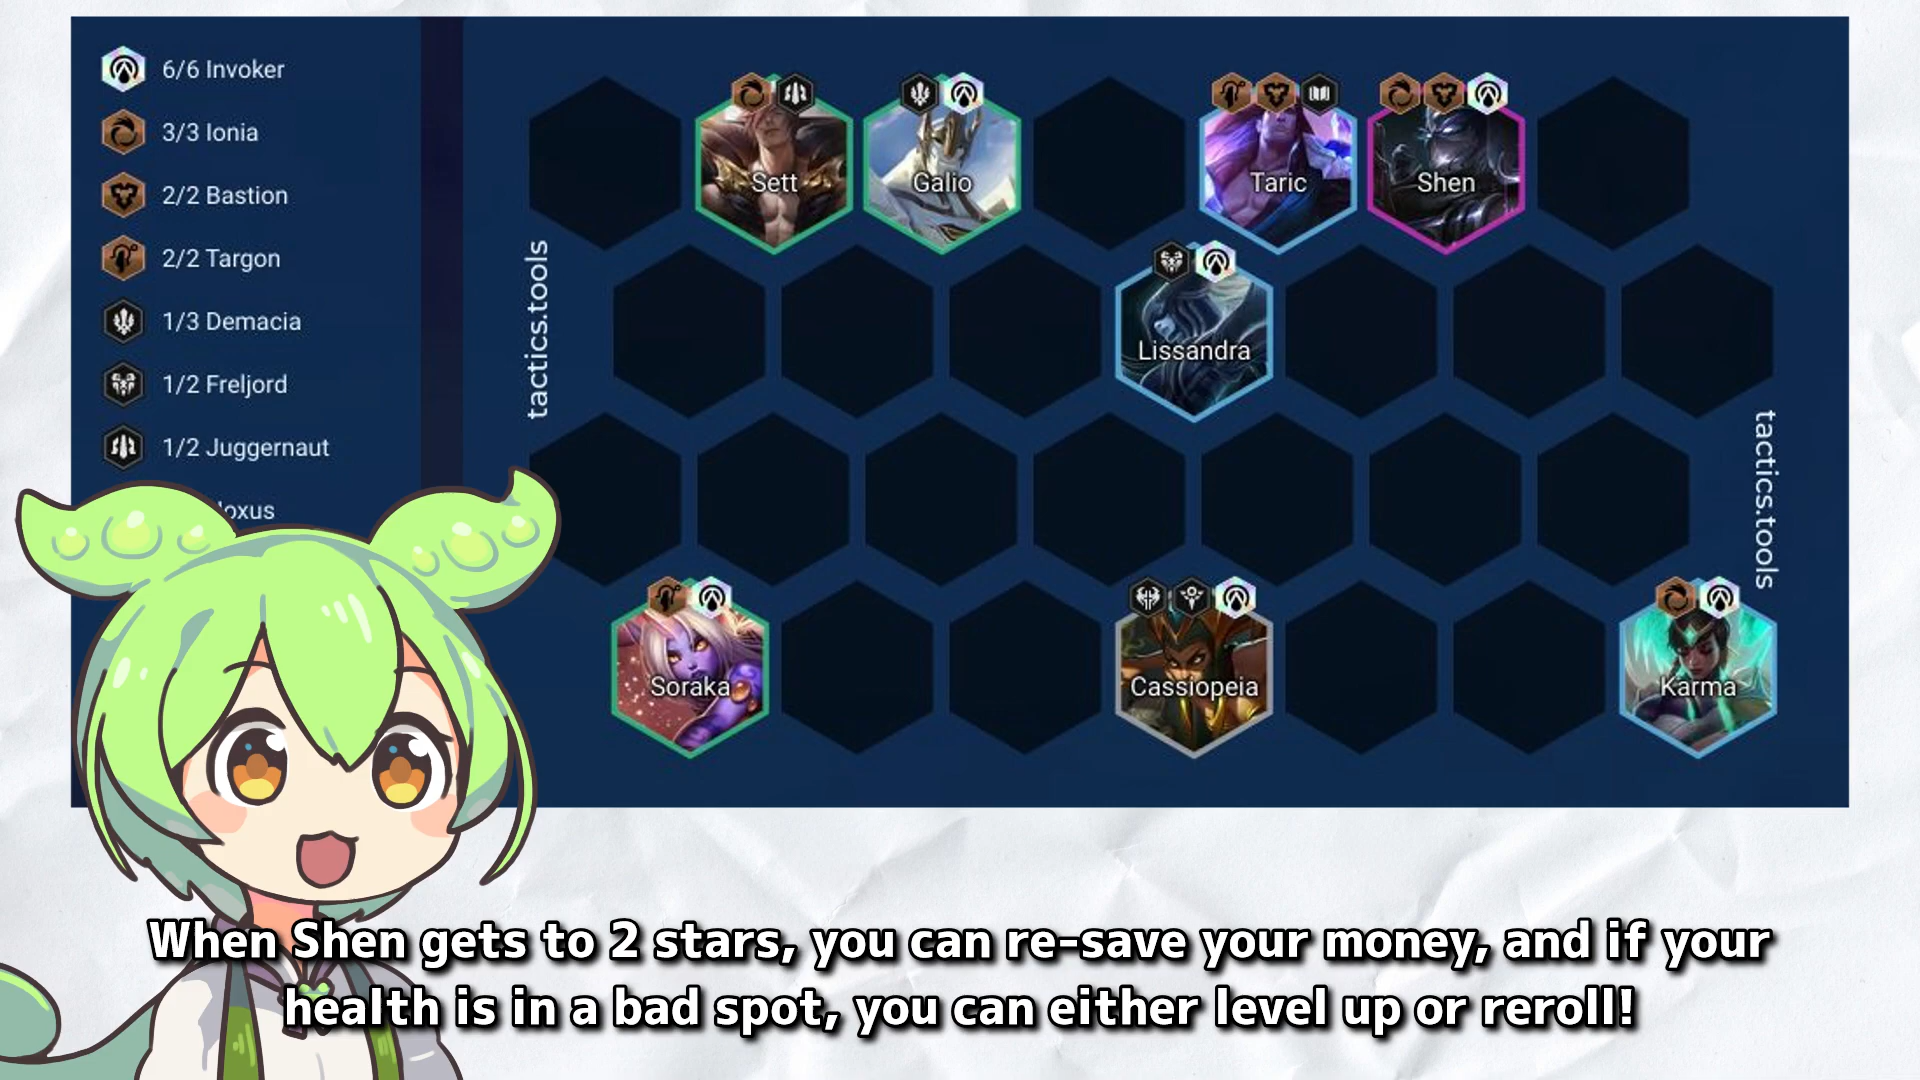 6/6 Invoker
3/3 Ionia
2/2 Bastion
2/2 Targon
1/3 Demacia
1/2 Freljord
1/2 Juggernaut
oxus
tactics.tools
Sett
Galio
Taric
Shen
Lissandra
tactics.tools
Soraka
Cassiopeia
Karma
When Shen gets to 2 stars, you can re-save your money, and if your
health is in a bad spot, you can either level up or reroll!